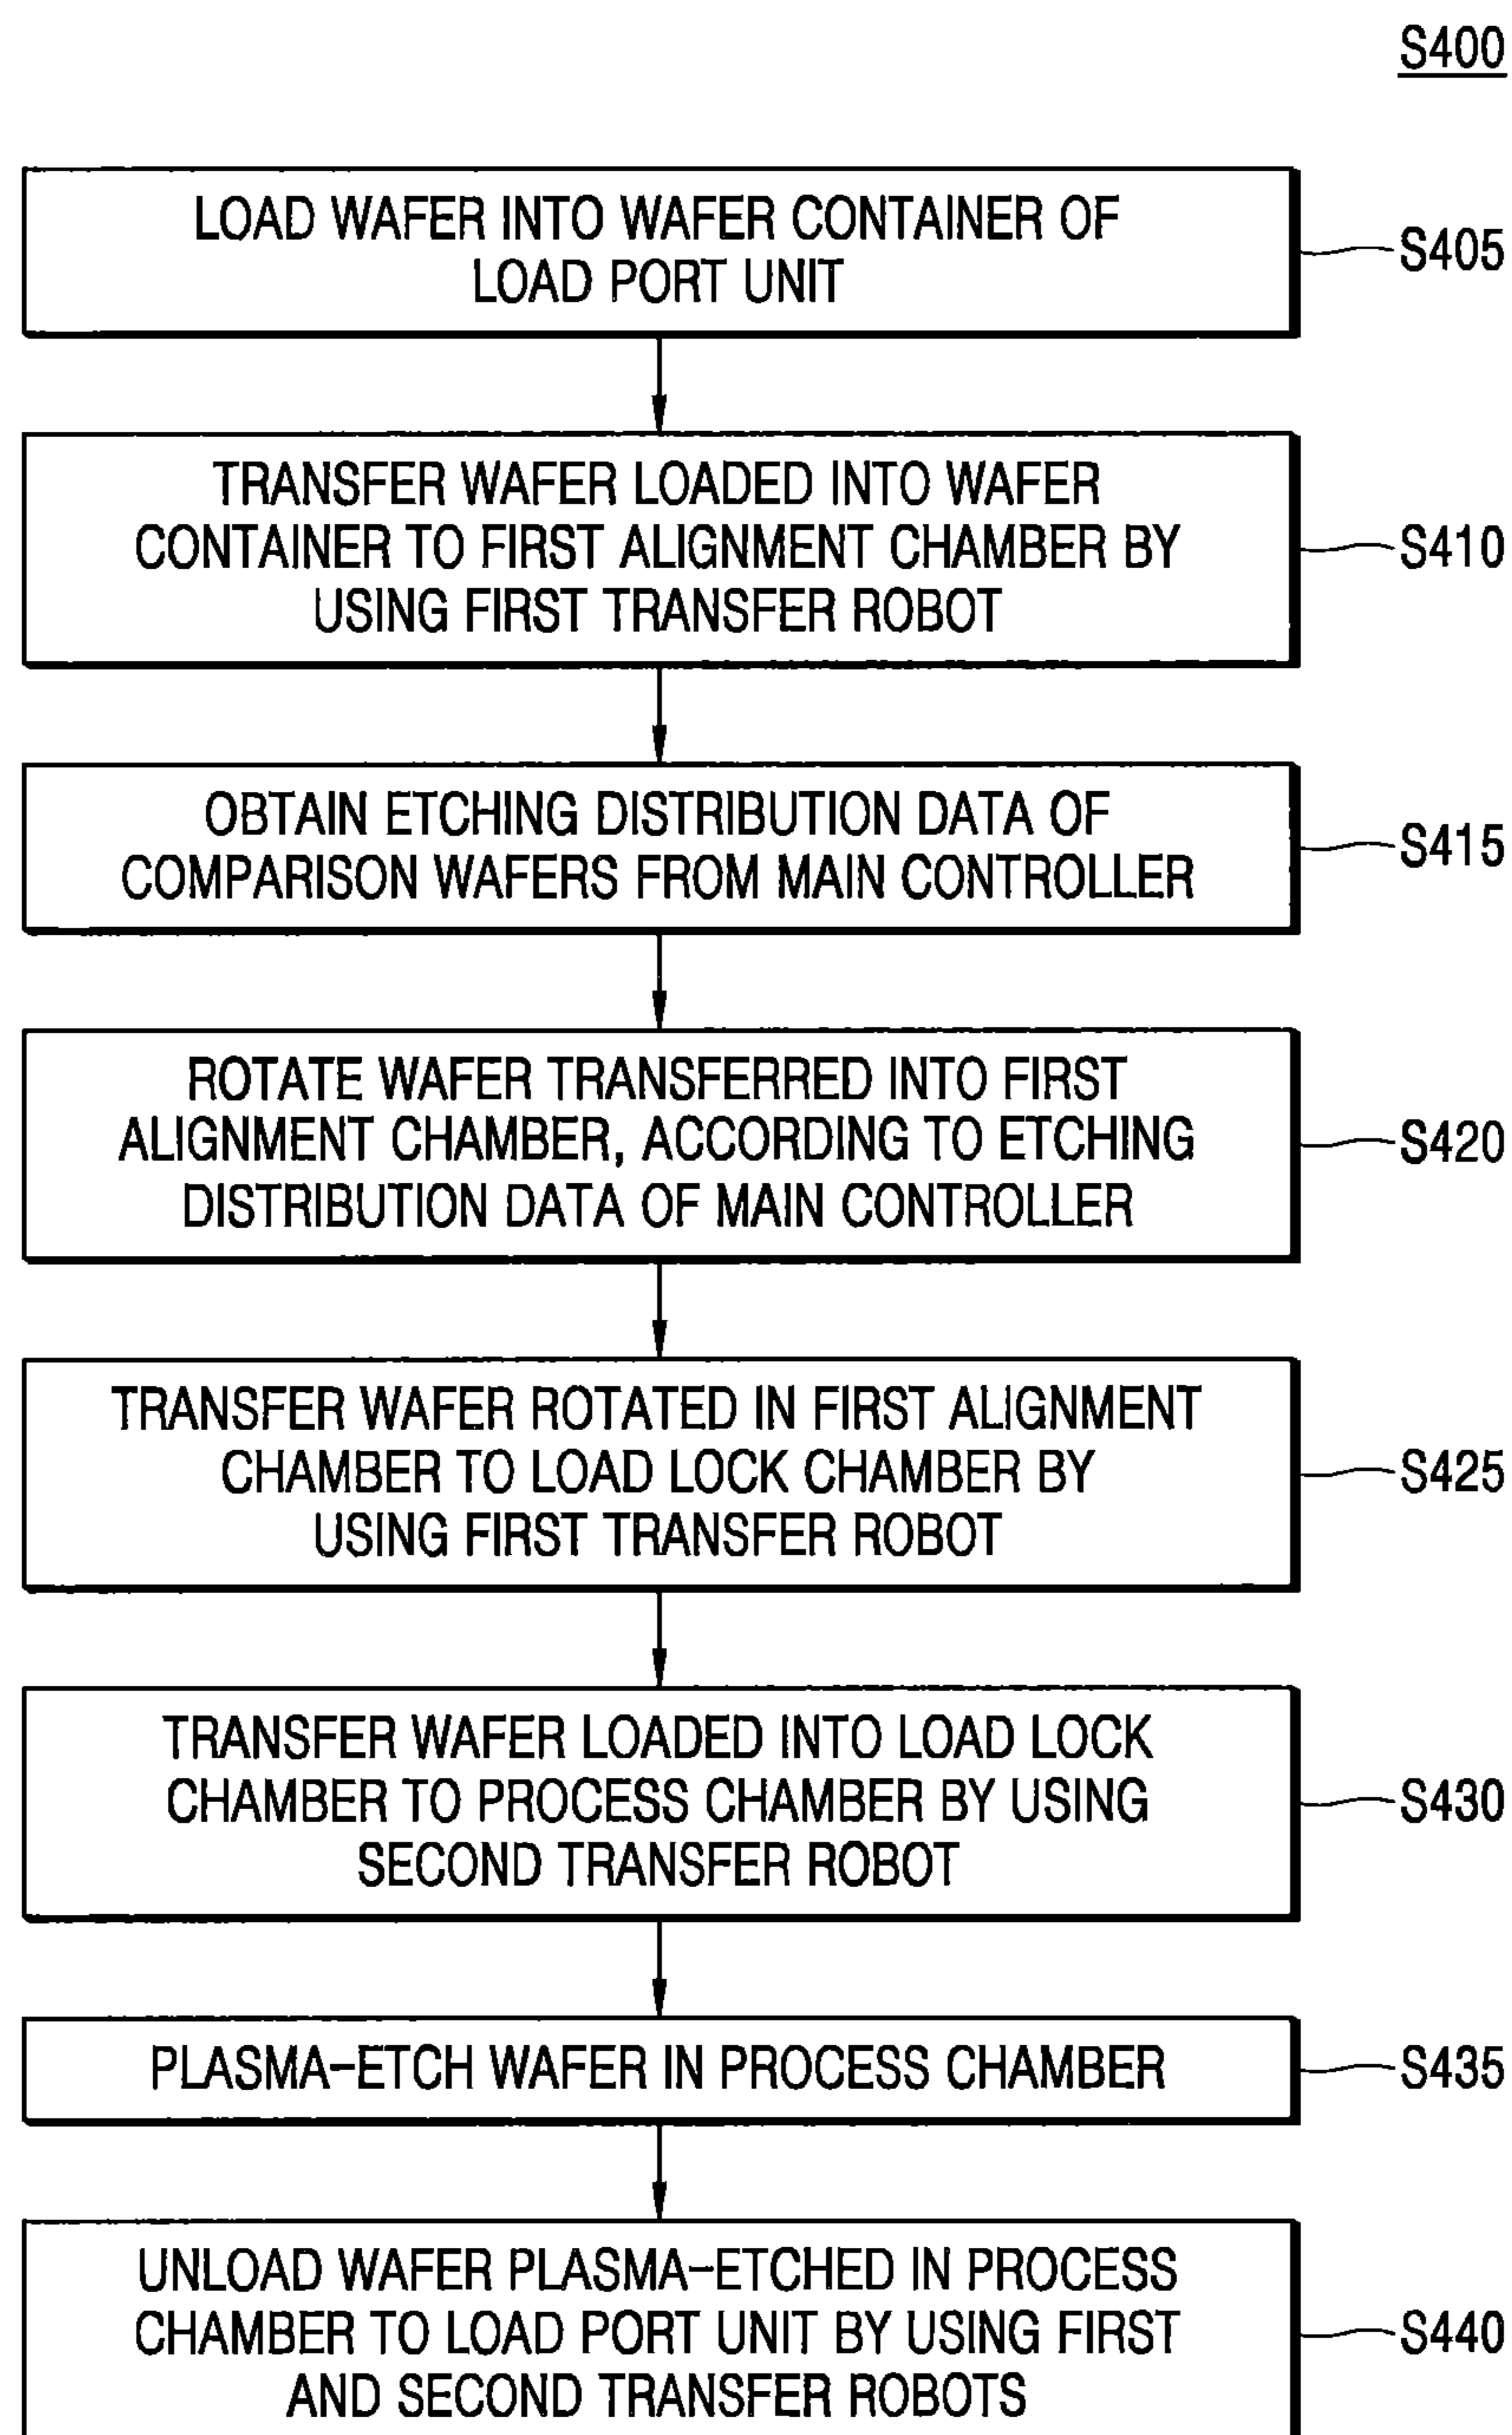 S400
LOAD WAFER INTO WAFER CONTAINER OF
LOAD PORT UNIT
S405
TRANSFER WAFER LOADED INTO WAFER
CONTAINER TO FIRST ALIGNMENT CHAMBER BY
USING FIRST TRANSFER ROBOT
S410
OBTAIN ETCHING DISTRIBUTION DATA OF
COMPARISON WAFERS FROM MAIN CONTROLLER
S415
ROTATE WAFER TRANSFERRED INTO FIRST
ALIGNMENT CHAMBER, ACCORDING TO ETCHING
DISTRIBUTION DATA OF MAIN CONTROLLER
S420
TRANSFER WAFER ROTATED IN FIRST ALIGNMENT
CHAMBER TO LOAD LOCK CHAMBER BY
USING FIRST TRANSFER ROBOT
S425
TRANSFER WAFER LOADED INTO LOAD LOCK
CHAMBER TO PROCESS CHAMBER BY USING
SECOND TRANSFER ROBOT
S430
PLASMA-ETCH WAFER IN PROCESS CHAMBER
S435
UNLOAD WAFER PLASMA-ETCHED IN PROCESS
CHAMBER TO LOAD PORT UNIT BY USING FIRST
AND SECOND TRANSFER ROBOTS
S440